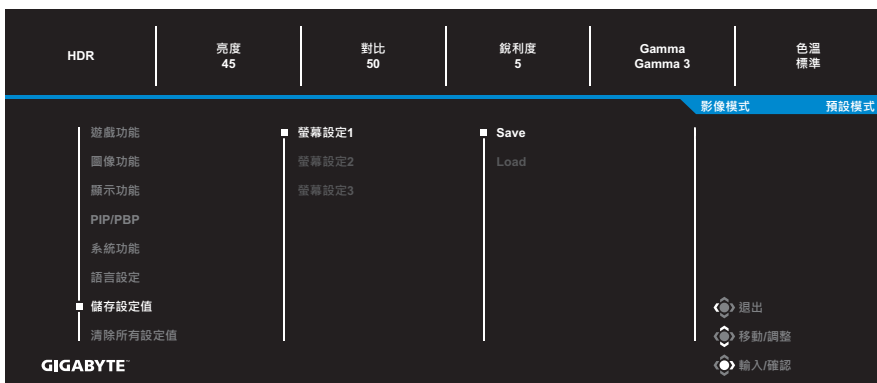 HDR
亮度
45
對比
50
銳利度
5
Gamma
Gamma 3
色溫
標準
影像模式 預設模式
遊戲功能
圖像功能
顯示功能
PIP/PBP
系統功能
語言設定
儲存設定值
清除所有設定值
螢幕設定1
螢幕設定2
螢幕設定3
Save
Load
退出
移動/調整
輸入/確認
GIGABYTE™